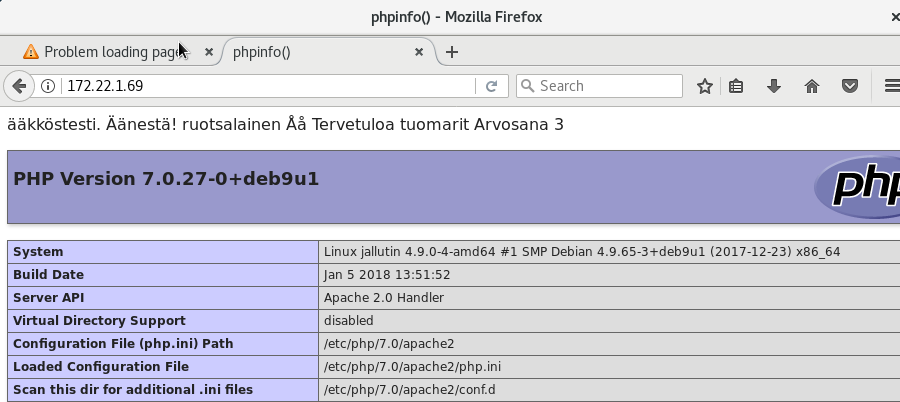 phpinfo() - Mozilla Firefox
Problem loading page
phpinfo()
172.22.1.69
Search
ääkköstesti. Äänestä! ruotsalainen Åå Tervetuloa tuomarit Arvosana 3
PHP Version 7.0.27-0+deb9u1
php
System Linux jallutin 4.9.0-4-amd64 #1 SMP Debian 4.9.65-3+deb9u1 (2017-12-23) x86_64
Build Date Jan 5 2018 13:51:52
Server API Apache 2.0 Handler
Virtual Directory Support disabled
Configuration File (php.ini) Path /etc/php/7.0/apache2
Loaded Configuration File /etc/php/7.0/apache2/php.ini
Scan this dir for additional .ini files /etc/php/7.0/apache2/conf.d